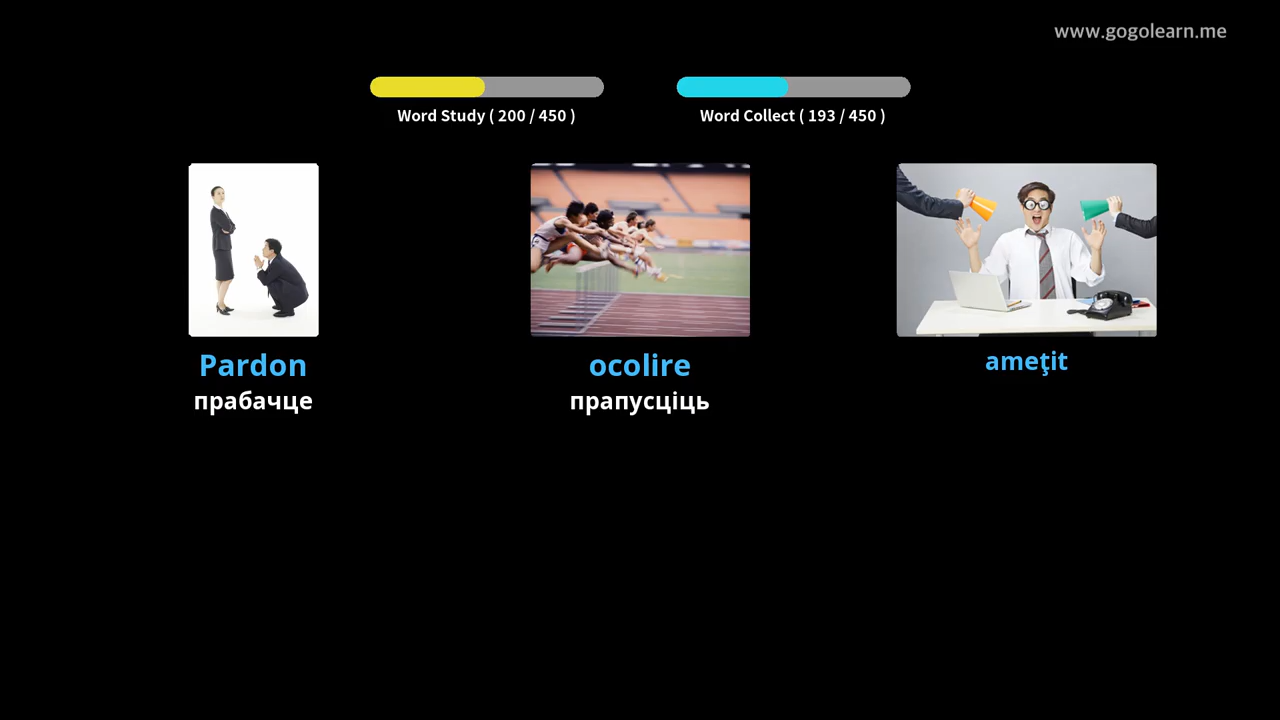 www.gogolearn.me
Word Study ( 200 / 450 )
Word Collect ( 193 / 450 )
Pardon
прабачце
ocolire
прапусціць
ameţit